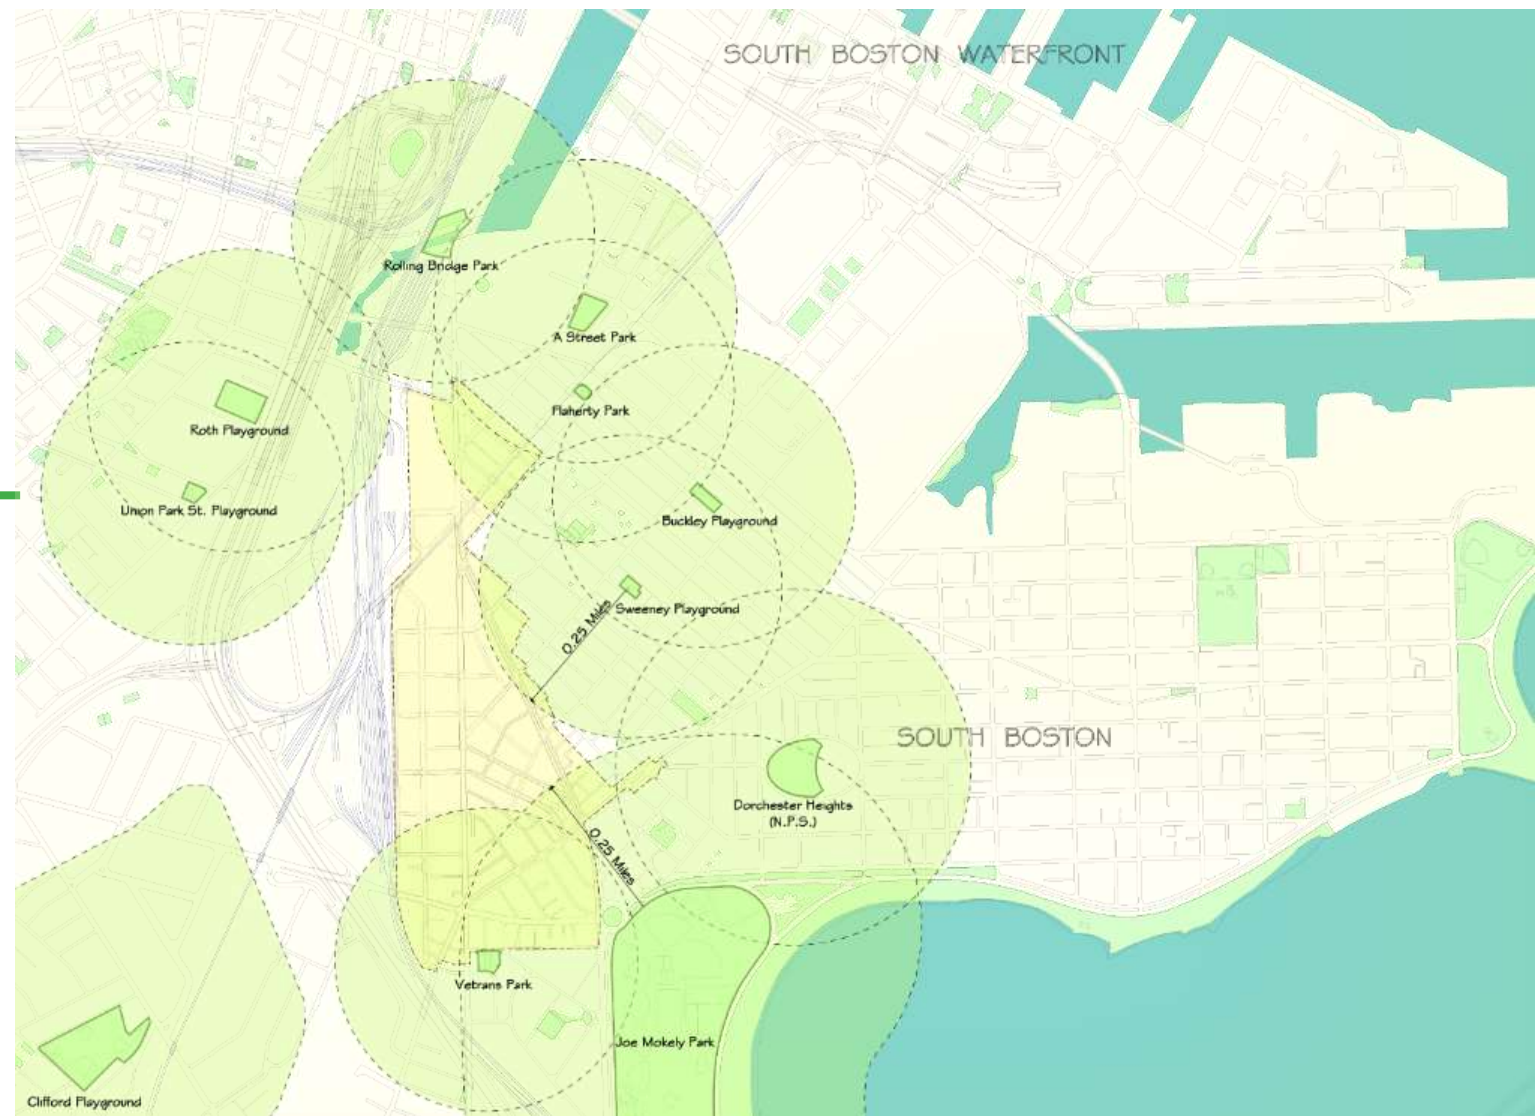 SOUTH BOSTON WATERFRONT
Rolling Bridge Park
A Street Park
Flaherty Park
Roth Playground
Union Park St. Playground
Buckley Playground
Sweeney Playground
0.25 Miles
SOUTH BOSTON
Dorchester Heights
(N.P.S.)
0.25 Miles
Vetrans Park
Joe Mokely Park
Clifford Playground